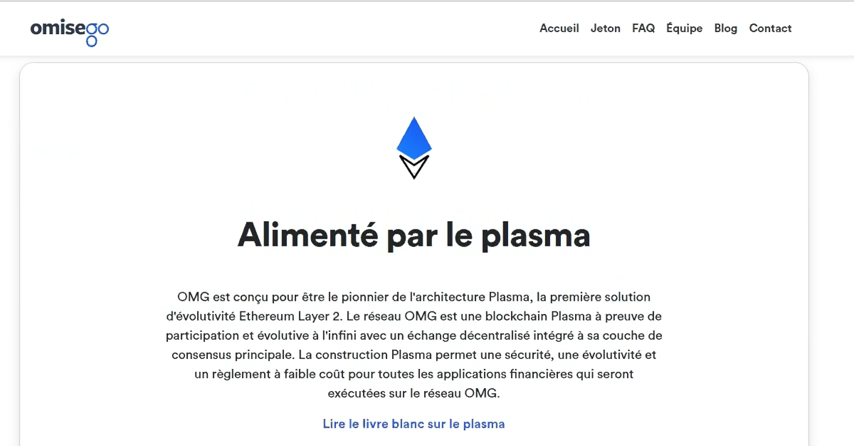 omisego
Accueil Jeton FAQ Équipe Blog Contact
Alimenté par le plasma
OMG est conçu pour être le pionnier de l'architecture Plasma, la première solution
d'évolutivité Ethereum Layer 2. Le réseau OMG est une blockchain Plasma à preuve de
participation et évolutive à l'infini avec un échange décentralisé intégré à sa couche de
consensus principale. La construction Plasma permet une sécurité, une évolutivité et
un règlement à faible coût pour toutes les applications financières qui seront
exécutées sur le réseau OMG.
Lire le livre blanc sur le plasma